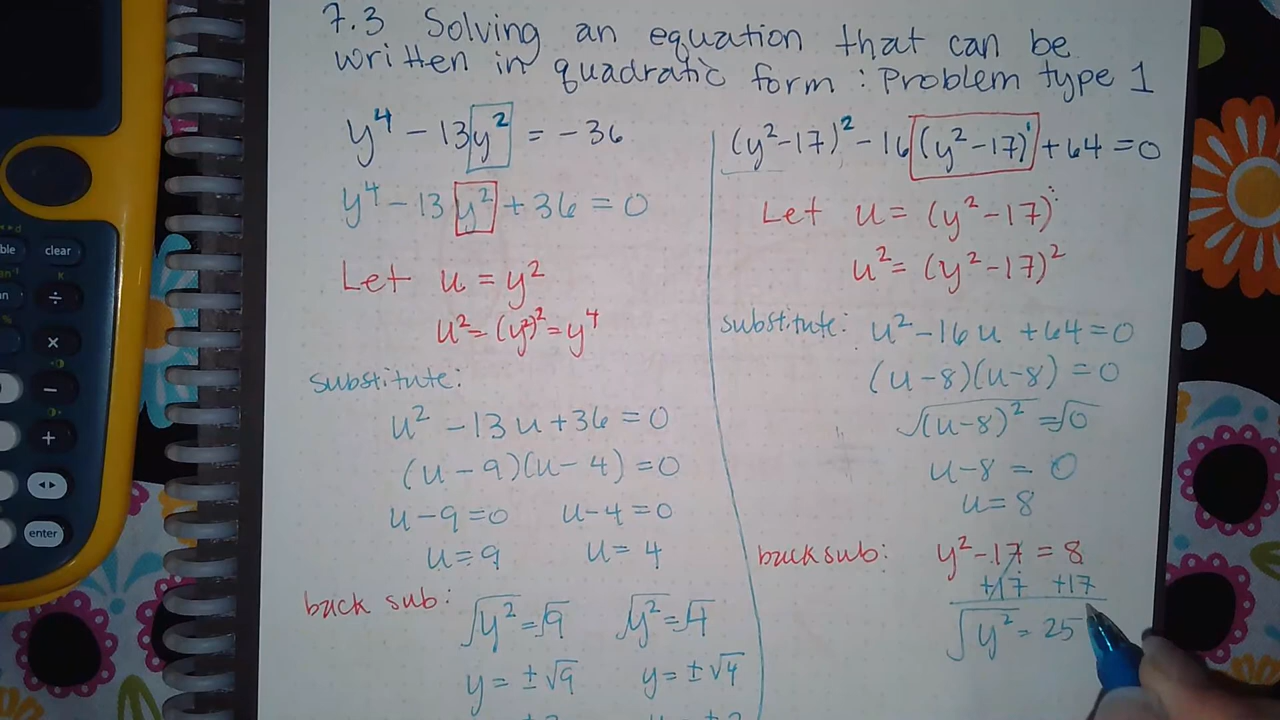 7.3 Solving an equation that can be
written in quadratic form : Problem type 1
y⁴ − 13y² = −36
y⁴ − 13y² + 36 = 0
Let u = y²
u² = (y²)² = y⁴
substitute:
u² − 13u + 36 = 0
(u − 9)(u − 4) = 0
u − 9 = 0 u − 4 = 0
u = 9 u = 4
back sub: √y² = √9 √y² = √4
y = ±√9 y = ±√4
(y² − 17)² − 16(y² − 17)¹ + 64 = 0
Let u = (y² − 17)
u² = (y² − 17)²
substitute: u² − 16u + 64 = 0
(u − 8)(u − 8) = 0
√(u − 8)² = √0
u − 8 = 0
u = 8
back sub: y² − 17 = 8
+17 +17
√y² = 25
clear
÷
×
−
+
enter